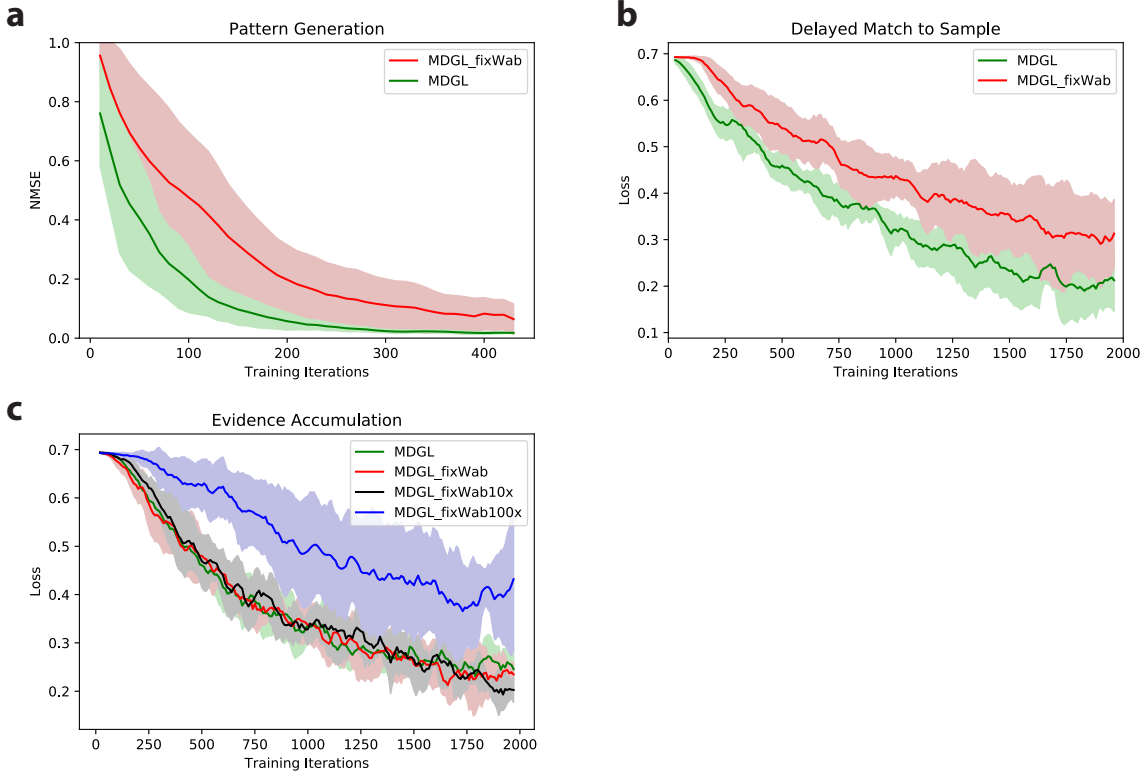 a
Pattern Generation
1.0
0.8
0.6
0.4
0.2
0.0
NMSE
MDGL_fixWab
MDGL
0 100 200 300 400
Training Iterations
b
Delayed Match to Sample
0.7
0.6
0.5
0.4
0.3
0.2
0.1
Loss
MDGL
MDGL_fixWab
0 250 500 750 1000 1250 1500 1750 2000
Training Iterations
c
Evidence Accumulation
0.7
0.6
0.5
0.4
0.3
0.2
Loss
MDGL
MDGL_fixWab
MDGL_fixWab10x
MDGL_fixWab100x
0 250 500 750 1000 1250 1500 1750 2000
Training Iterations